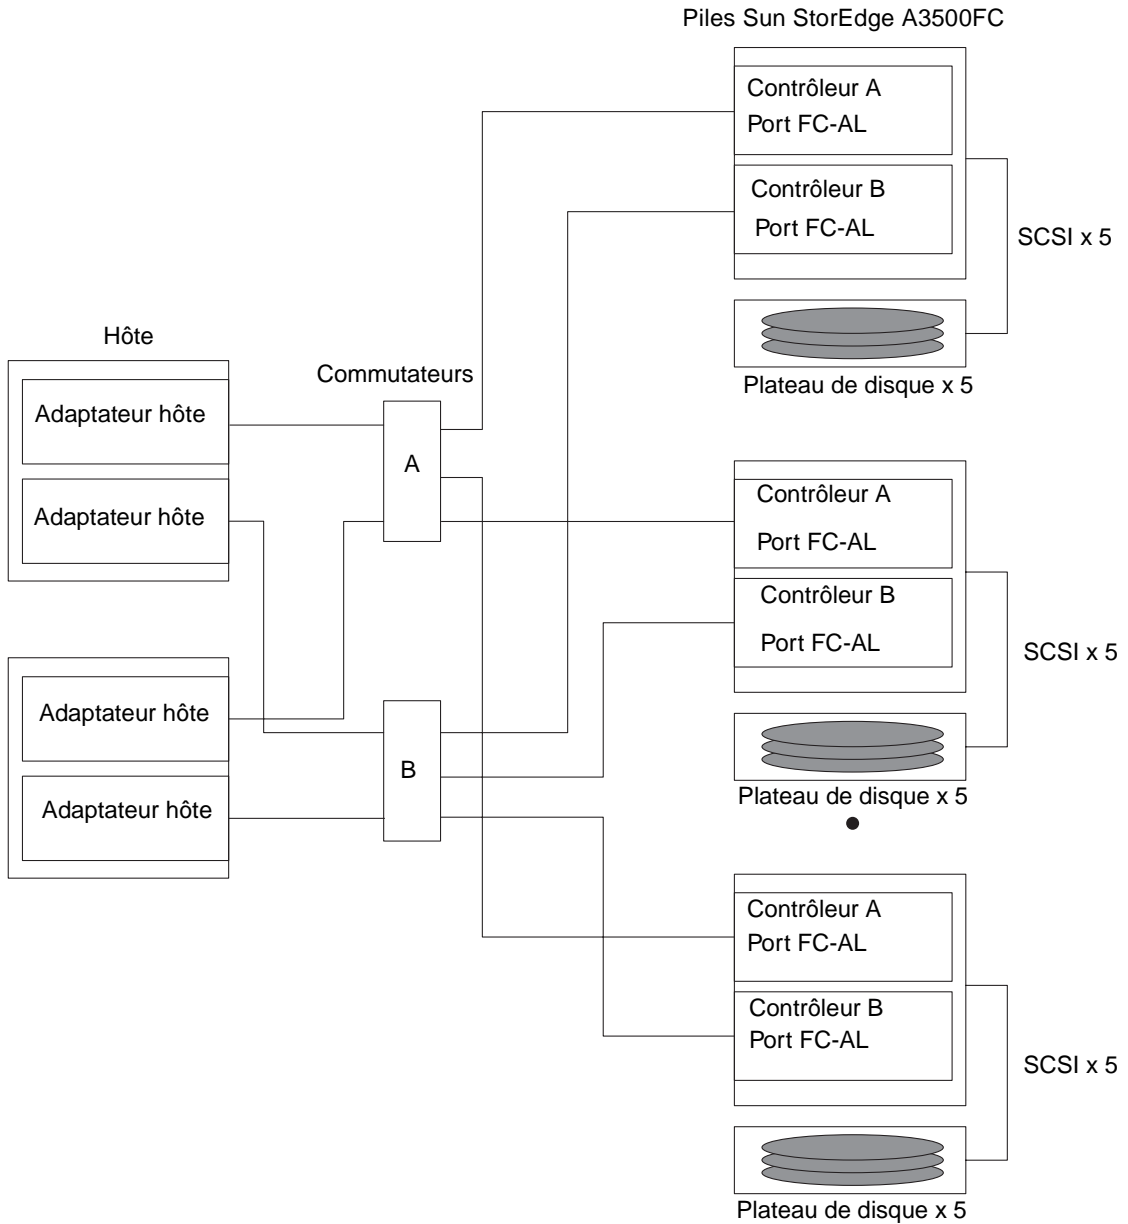 Piles Sun StorEdge A3500FC
Contrôleur A
Port FC-AL
Contrôleur B
Port FC-AL
SCSI x 5
Plateau de disque x 5
Hôte
Adaptateur hôte
Adaptateur hôte
Commutateurs
A
Contrôleur A
Port FC-AL
Contrôleur B
Port FC-AL
SCSI x 5
Plateau de disque x 5
Adaptateur hôte
Adaptateur hôte
B
Contrôleur A
Port FC-AL
Contrôleur B
Port FC-AL
SCSI x 5
Plateau de disque x 5